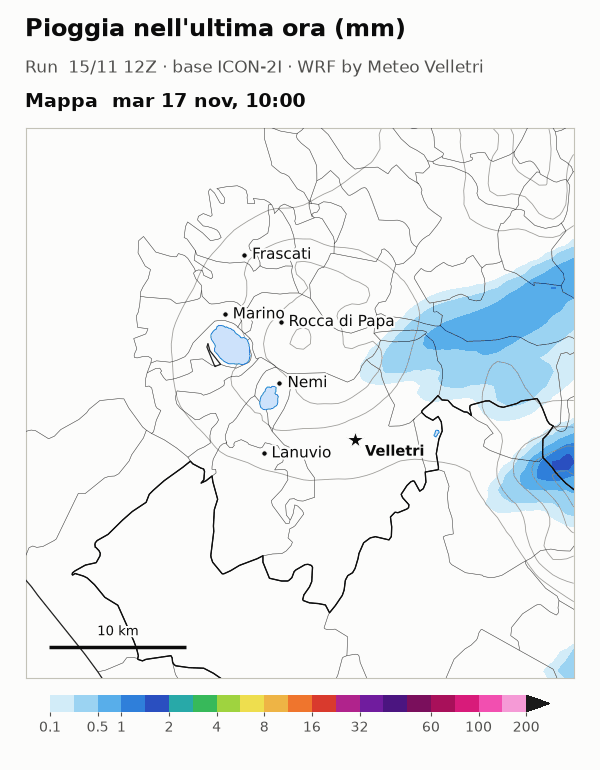 Pioggia nell'ultima ora (mm)
Run  15/11 12Z · base ICON-2I · WRF by Meteo Velletri
Mappa  mar 17 nov, 10:00
Frascati
Marino
Rocca di Papa
Nemi
Velletri
Lanuvio
10 km
0.1 0.5 1 2 4 8 16 32 60 100 200